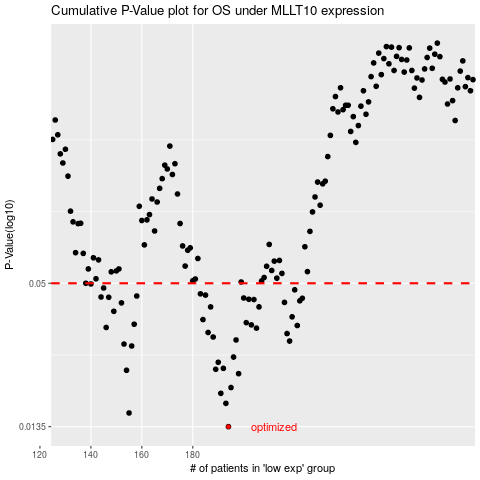 Cumulative P-Value plot for OS under MLLT10 expression
P-Value(log10)
0.05
0.0135
optimized
120 140 160 180
# of patients in 'low exp' group